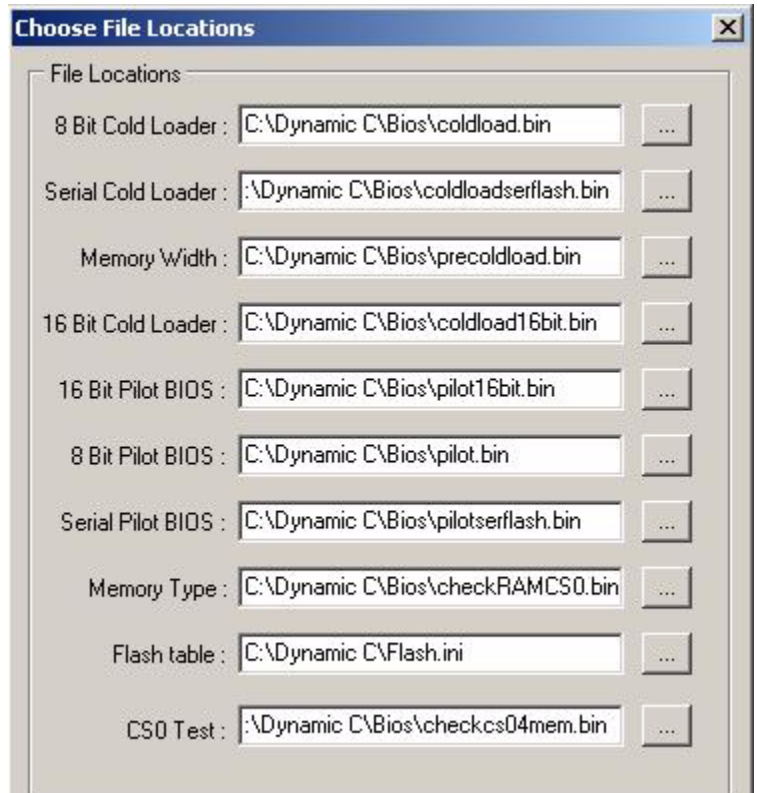 Choose File Locations
File Locations
8 Bit Cold Loader : C:\Dynamic C\Bios\coldload.bin ...
Serial Cold Loader : :\Dynamic C\Bios\coldloadserflash.bin ...
Memory Width : C:\Dynamic C\Bios\precoldload.bin ...
16 Bit Cold Loader : C:\Dynamic C\Bios\coldload16bit.bin ...
16 Bit Pilot BIOS : C:\Dynamic C\Bios\pilot16bit.bin ...
8 Bit Pilot BIOS : C:\Dynamic C\Bios\pilot.bin ...
Serial Pilot BIOS : C:\Dynamic C\Bios\pilotserflash.bin ...
Memory Type : C:\Dynamic C\Bios\checkRAMCS0.bin ...
Flash table : C:\Dynamic C\Flash.ini ...
CS0 Test : :\Dynamic C\Bios\checkcs04mem.bin ...